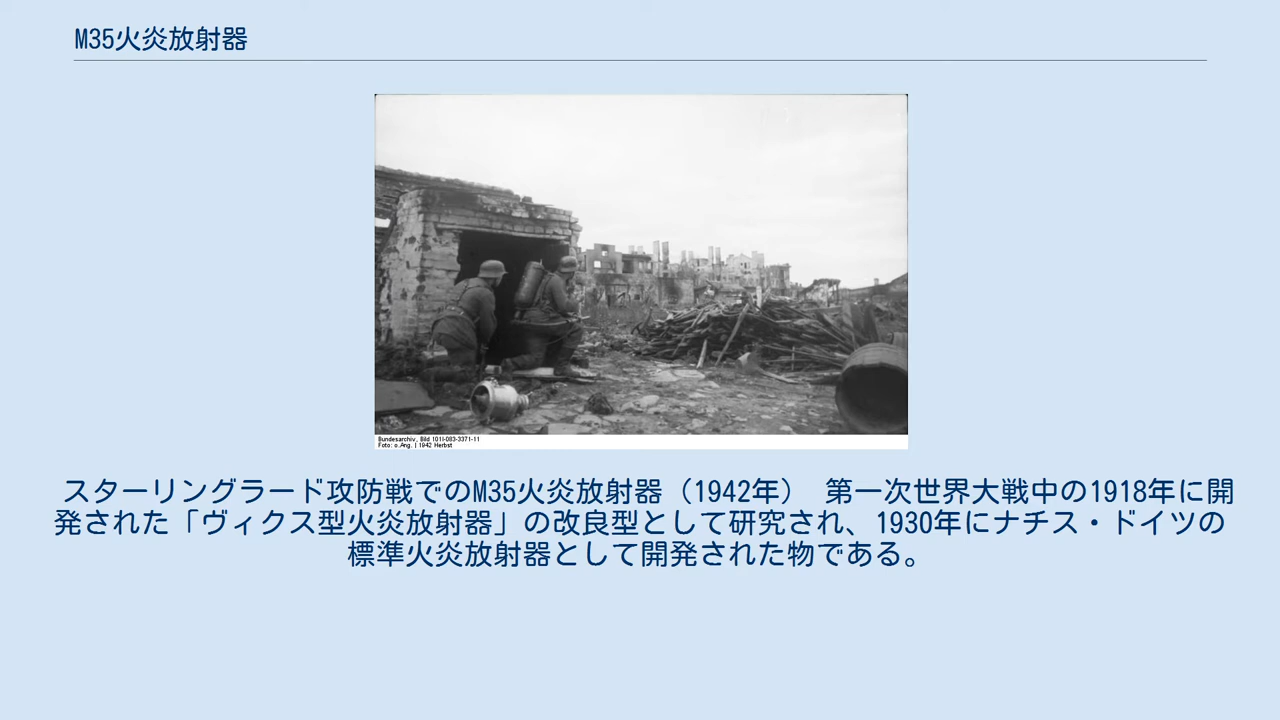 M35火炎放射器
Bundesarchiv, Bild 101I-083-3371-11
Foto: o.Ang. | 1942 Herbst
スターリングラード攻防戦でのM35火炎放射器（1942年） 第一次世界大戦中の1918年に開
発された「ヴィクス型火炎放射器」の改良型として研究され、1930年にナチス・ドイツの
標準火炎放射器として開発された物である。